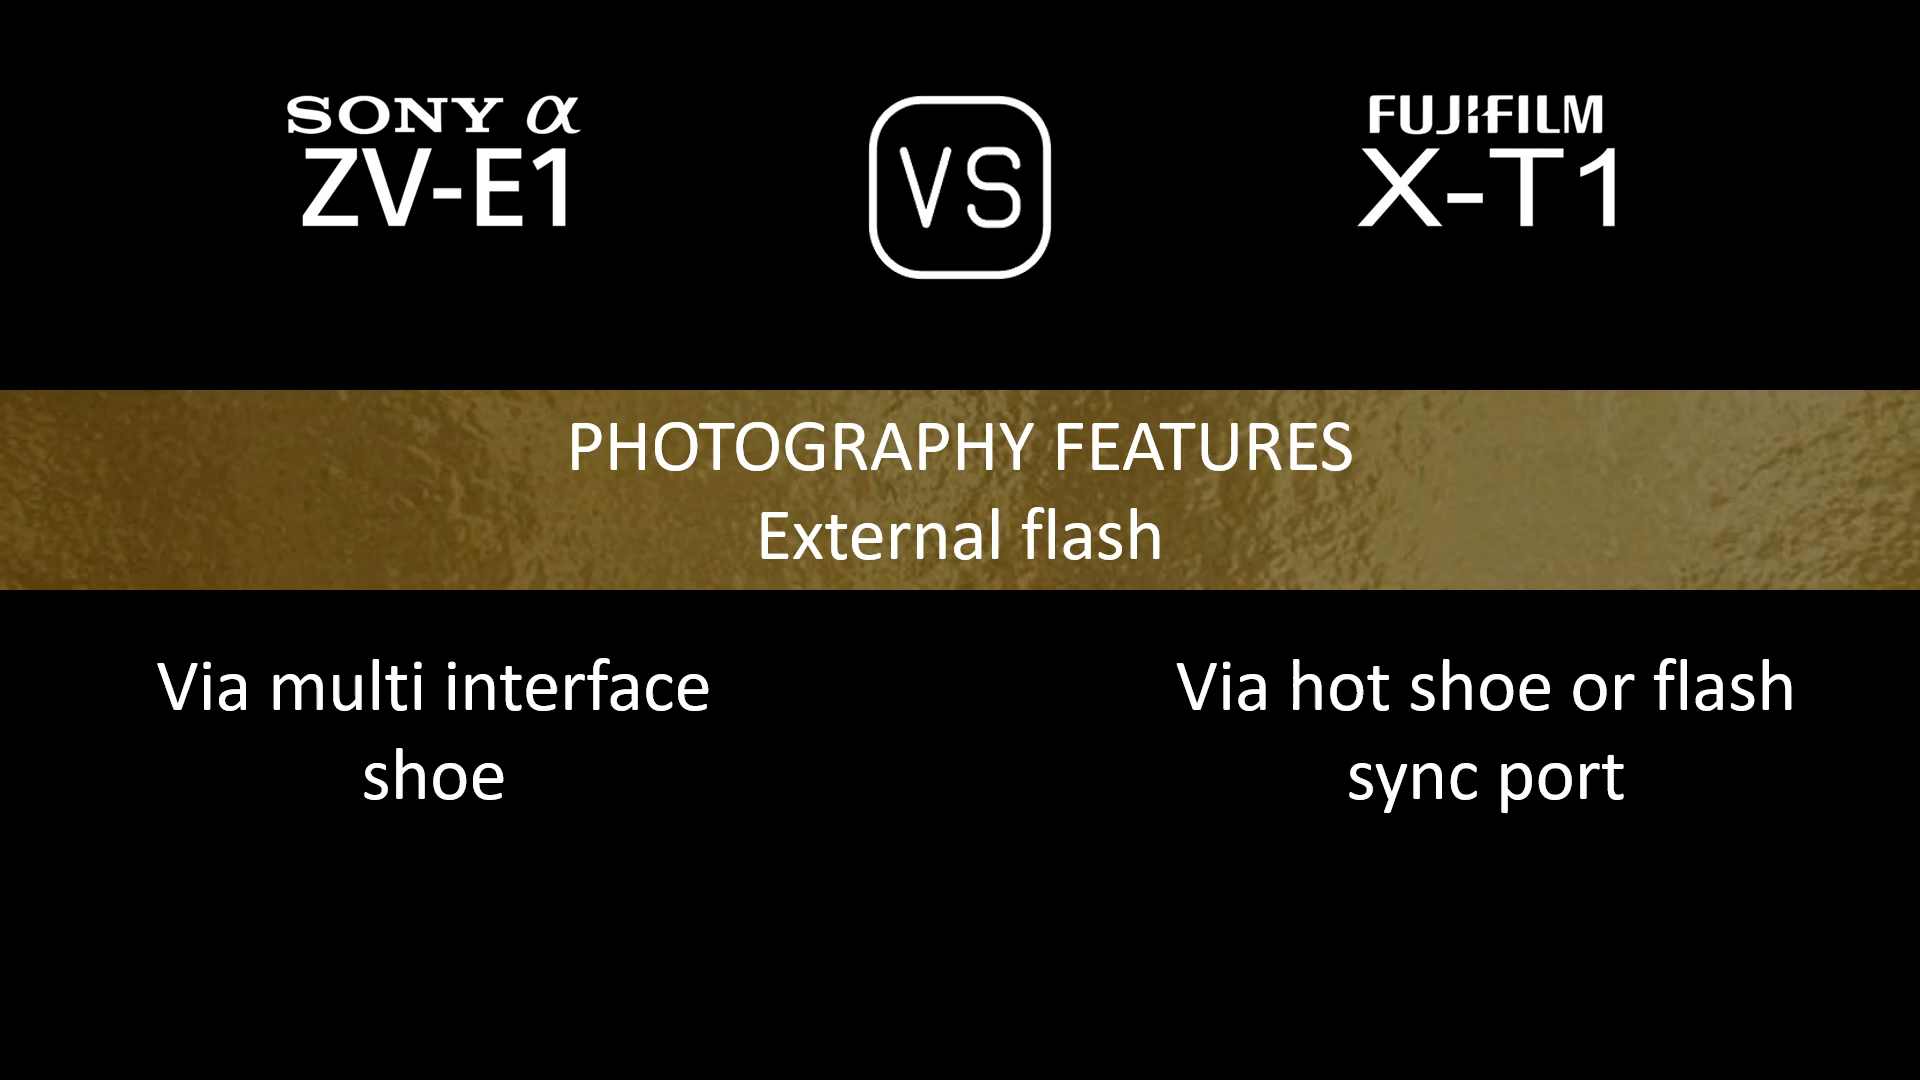 SONY α
ZV-E1
VS
FUJIFILM
X-T1
PHOTOGRAPHY FEATURES
External flash
Via multi interface
shoe
Via hot shoe or flash
sync port